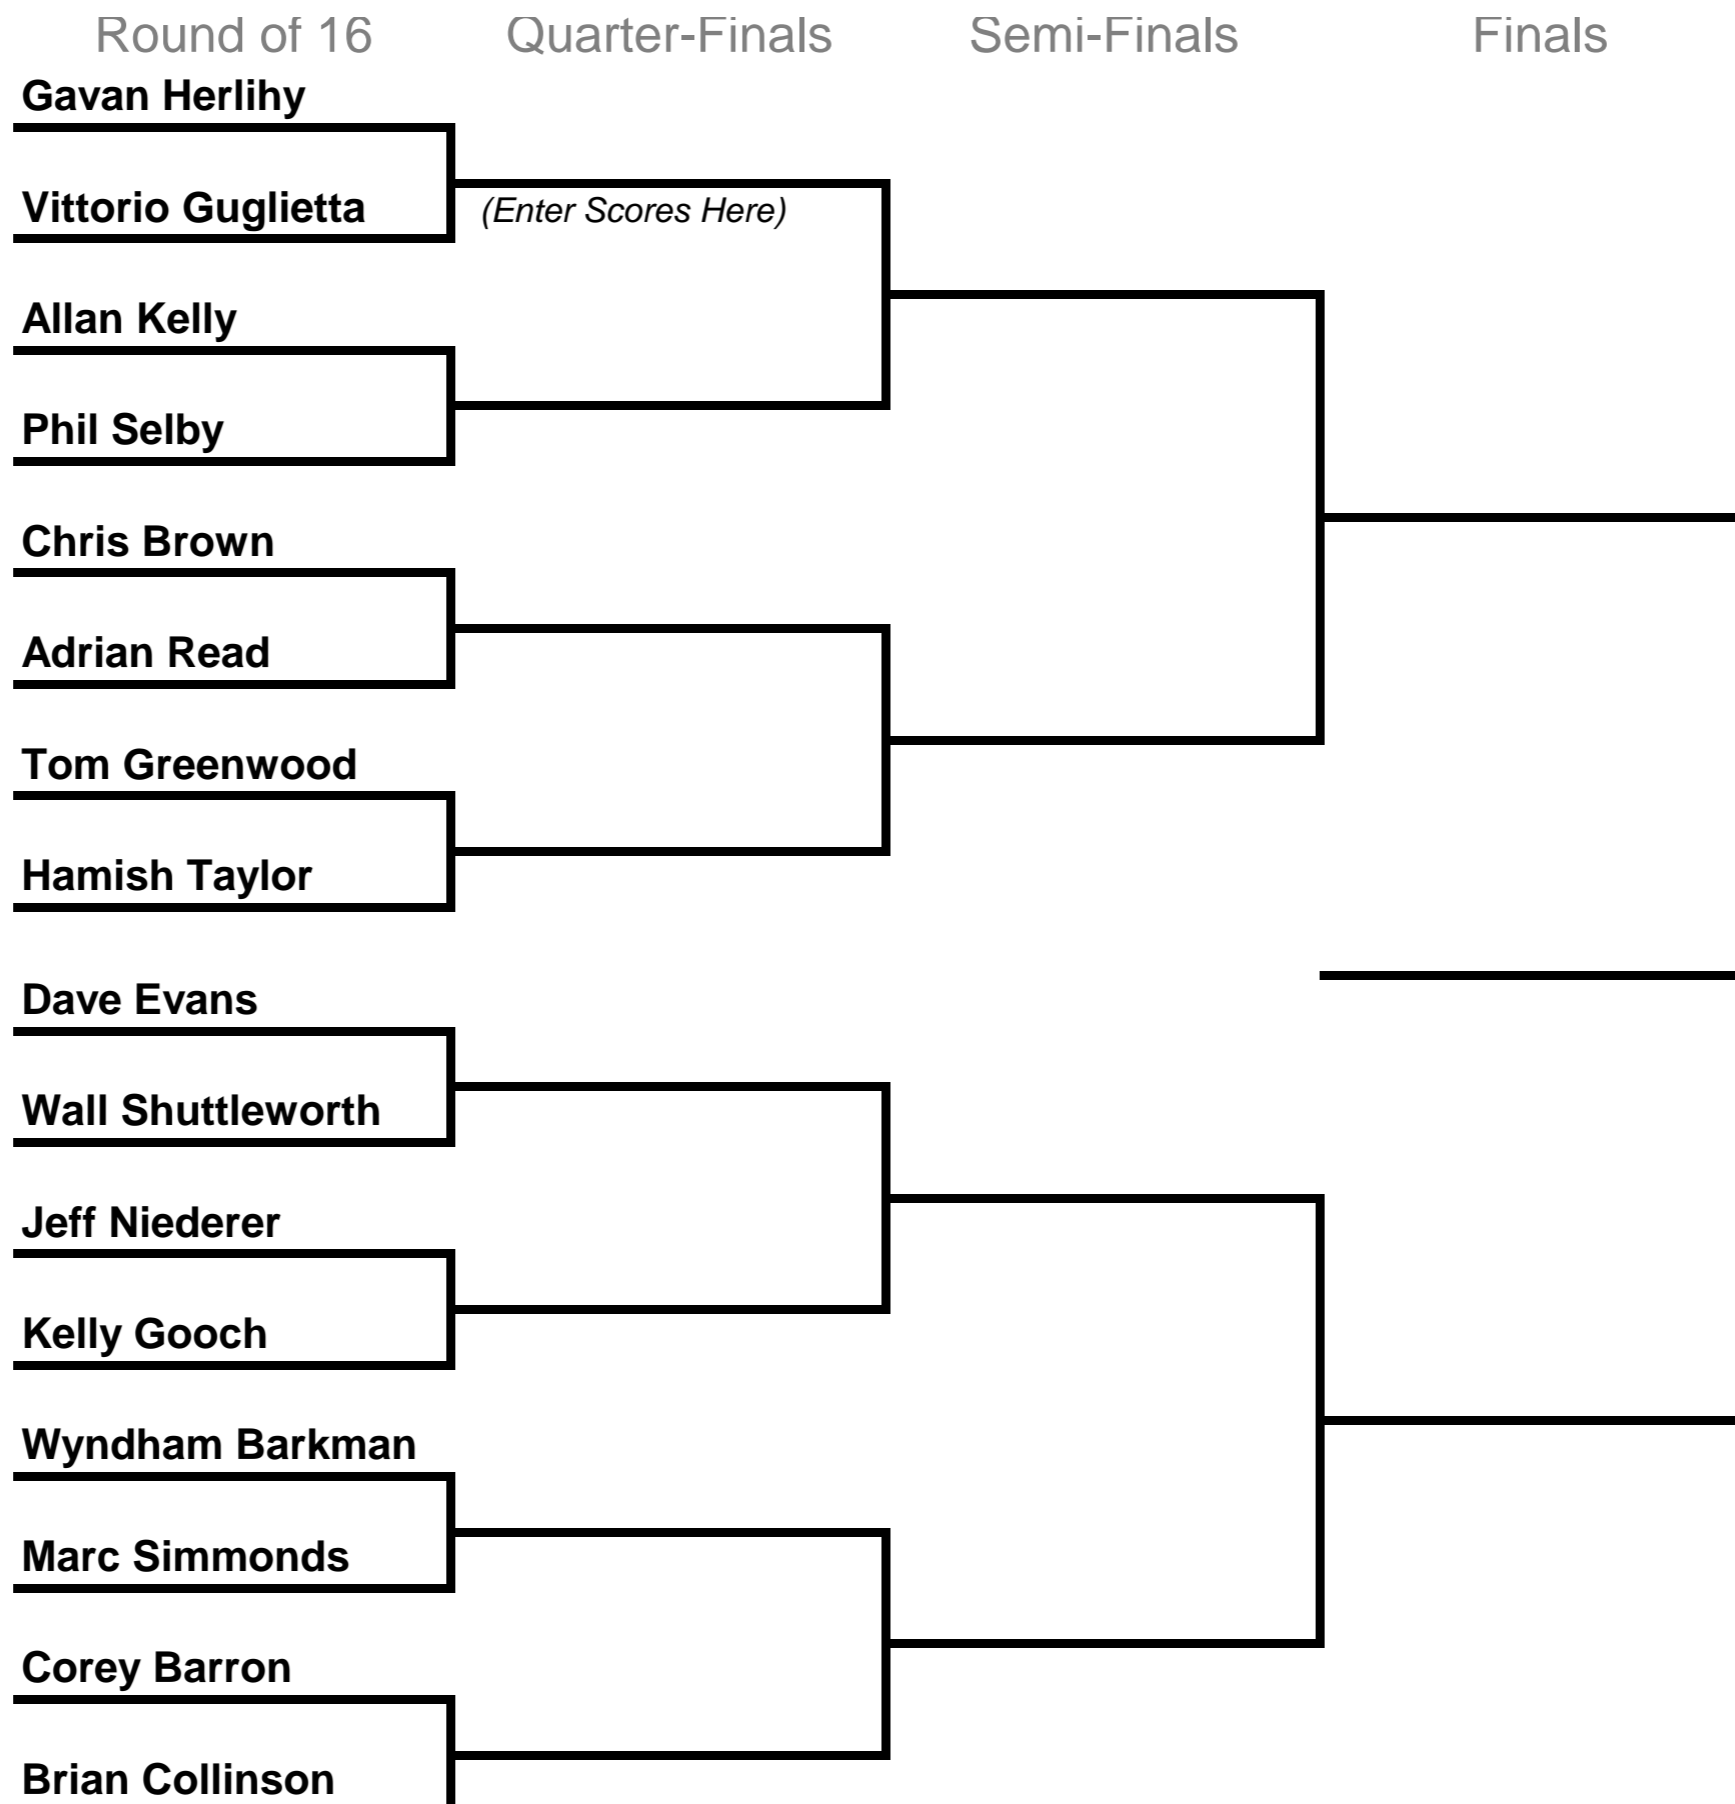 Round of 16 Quarter-Finals Semi-Finals Finals
Gavan Herlihy
Vittorio Guglietta
(Enter Scores Here)
Allan Kelly
Phil Selby
Chris Brown
Adrian Read
Tom Greenwood
Hamish Taylor
Dave Evans
Wall Shuttleworth
Jeff Niederer
Kelly Gooch
Wyndham Barkman
Marc Simmonds
Corey Barron
Brian Collinson